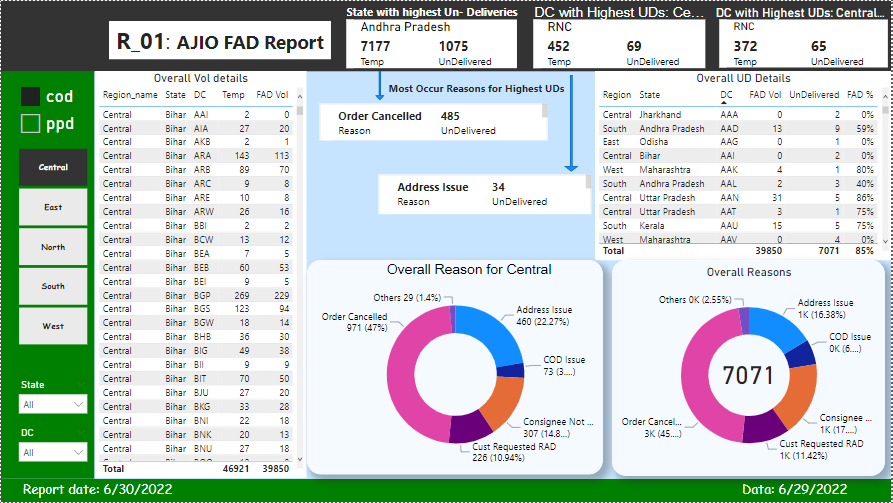 R_01: AJIO FAD Report
State with highest Un- Deliveries
Andhra Pradesh
7177 1075
Temp UnDelivered
DC with Highest UDs: Ce...
RNC
452 69
Temp UnDelivered
DC with Highest UDs: Central...
RNC
372 65
Temp UnDelivered
cod
ppd
Central
East
North
South
West
State
All
DC
All
Overall Vol details
Region_name State DC Temp FAD Vol
Central Bihar AAI 2 0
Central Bihar AIA 27 20
Central Bihar AKB 2 1
Central Bihar ARA 143 113
Central Bihar ARB 89 70
Central Bihar ARC 9 8
Central Bihar ARE 10 8
Central Bihar ARW 26 16
Central Bihar BBI 2 2
Central Bihar BCW 13 12
Central Bihar BEA 7 5
Central Bihar BEB 60 53
Central Bihar BEI 9 5
Central Bihar BGP 269 229
Central Bihar BGS 123 94
Central Bihar BGW 18 14
Central Bihar BHB 36 30
Central Bihar BIG 49 38
Central Bihar BII 9 9
Central Bihar BIT 70 50
Central Bihar BJU 27 20
Central Bihar BKG 33 28
Central Bihar BNI 22 18
Central Bihar BNK 20 13
Central Bihar BNU 27 18
Total 46921 39850
Most Occur Reasons for Highest UDs
Order Cancelled 485
Reason UnDelivered
Address Issue 34
Reason UnDelivered
Overall UD Details
Region State DC FAD Vol UnDelivered FAD %
Central Jharkhand AAA 0 2 0%
South Andhra Pradesh AAD 13 9 59%
East Odisha AAG 0 1 0%
Central Bihar AAI 0 2 0%
West Maharashtra AAK 4 1 80%
South Andhra Pradesh AAL 2 3 40%
Central Uttar Pradesh AAN 31 5 86%
Central Uttar Pradesh AAT 3 1 75%
South Kerala AAU 15 5 75%
West Maharashtra AAV 0 4 0%
Total 39850 7071 85%
Overall Reason for Central
Others 29 (1.4%)
Order Cancelled
971 (47%)
Address Issue
460 (22.27%)
COD Issue
73 (3....)
Consignee Not ...
307 (14.8...)
Cust Requested RAD
226 (10.94%)
Overall Reasons
Others 0K (2.55%)
Address Issue
1K (16.38%)
COD Issue
0K (6....)
7071
Order Cancel...
3K (45....)
Consignee ...
1K (17....)
Cust Requested RAD
1K (11.42%)
Report date: 6/30/2022
Data: 6/29/2022